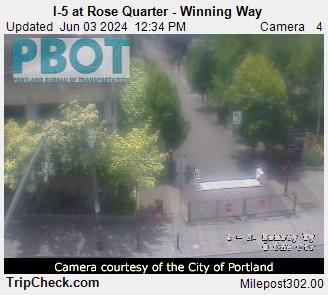 I-5 at Rose Quarter - Winning Way
Updated Jun 03 2024 12:34 PM Camera 4
PBOT
PORTLAND BUREAU OF TRANSPORTATION
Camera courtesy of the City of Portland
TripCheck.com Milepost302.00